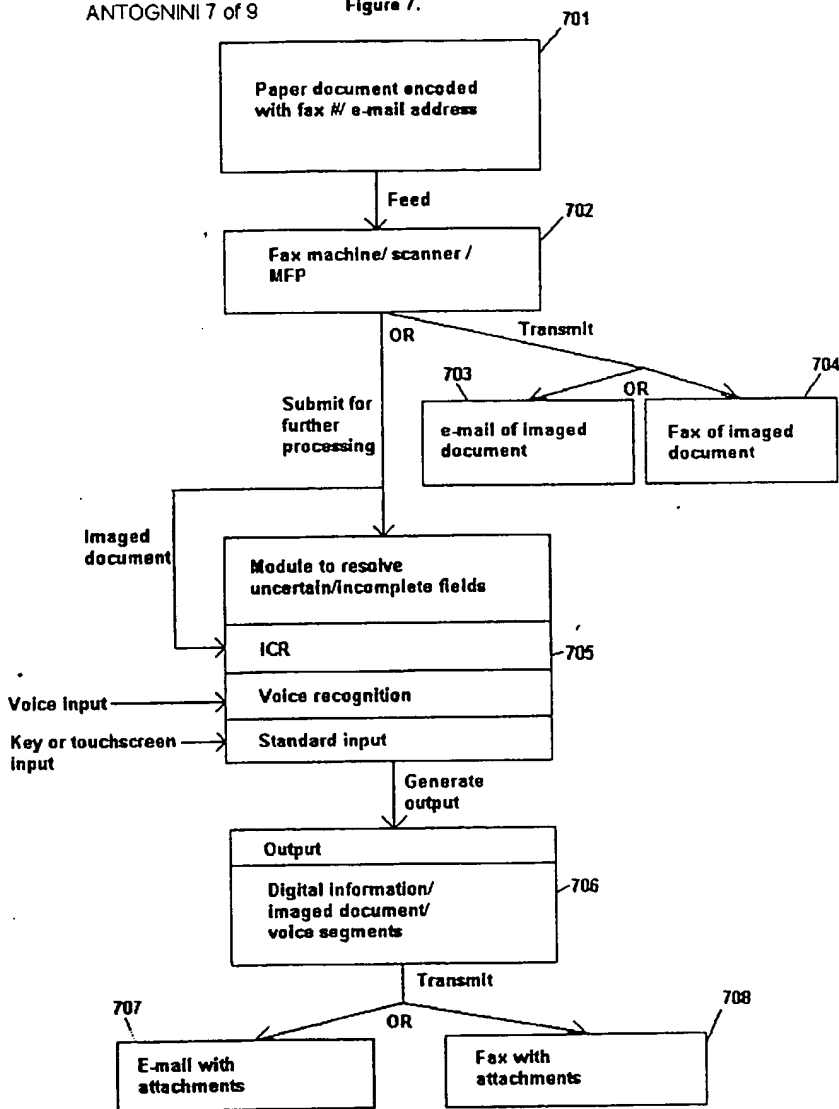 ANTOGNINI 7 of 9
Figure 7.
701
Paper document encoded
with fax #/ e-mail address
Feed
702
Fax machine/ scanner /
MFP
OR
Transmit
703
OR
704
Submit for
further
processing
e-mail of imaged
document
Fax of imaged
document
Imaged
document
Module to resolve
uncertain/incomplete fields
ICR
705
Voice input
Voice recognition
Key or touchscreen
input
Standard input
Generate
output
Output
Digital information/
imaged document/
voice segments
706
Transmit
707
OR
708
E-mail with
attachments
Fax with
attachments